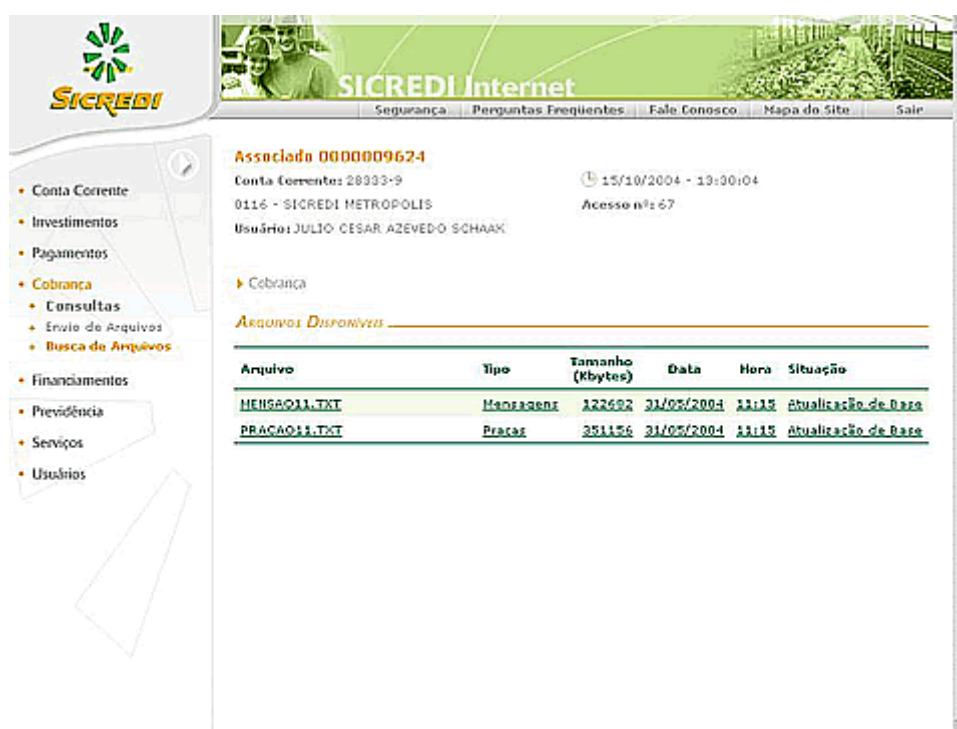 SICREDI
SICREDI Internet
Segurança Perguntas Freqüentes Fale Conosco Mapa do Site Sair
Associado 0000009624
Conta Corrente: 28333-9
15/10/2004 - 13:30:04
0116 - SICREDI METROPOLIS
Acesso nº: 67
Usuário: JULIO CESAR AZEVEDO SCHAAK
Conta Corrente
Investimentos
Pagamentos
Cobrança
Consultas
Envio de Arquivos
Busca de Arquivos
Financiamentos
Previdência
Serviços
Usuários
Cobrança
ARQUIVOS DISPONÍVEIS
Arquivo Tipo Tamanho (Kbytes) Data Hora Situação
MENSAO11.TXT Mensagens 122692 31/05/2004 11:15 Atualização de Base
PRACAO11.TXT Pracas 351156 31/05/2004 11:15 Atualização de Base